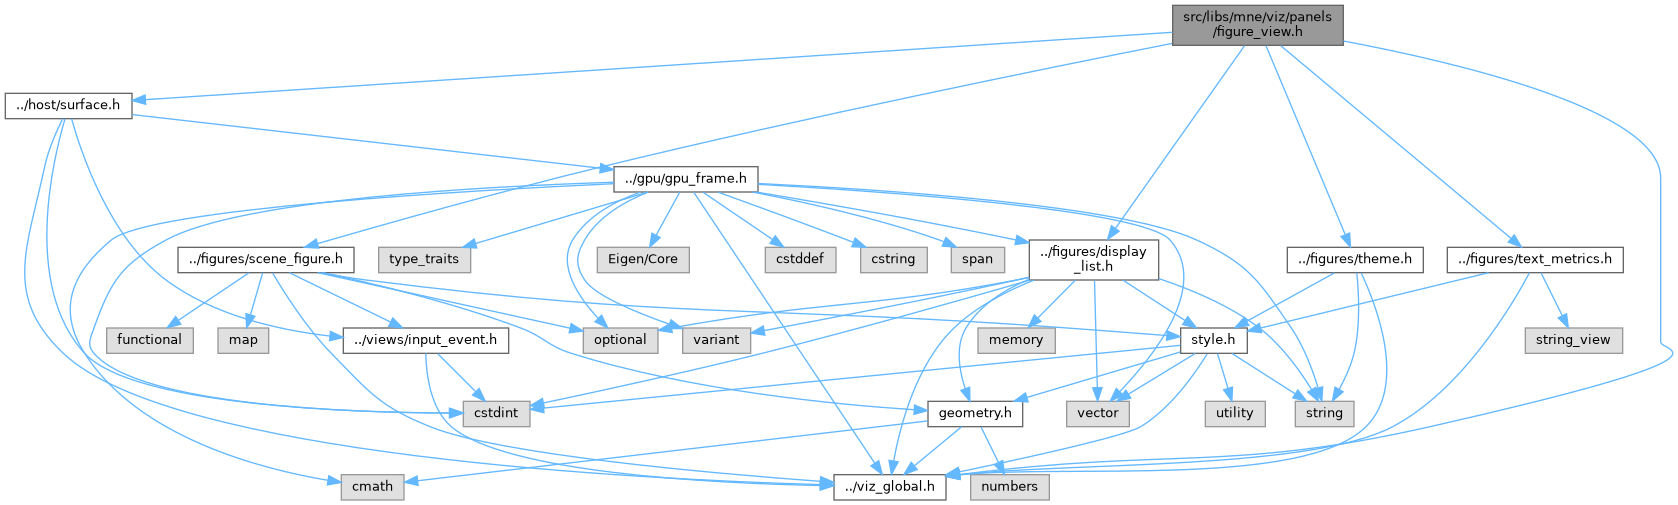 src/libs/mne/viz/panels
/figure_view.h
../host/surface.h
../gpu/gpu_frame.h
../figures/scene_figure.h
type_traits
Eigen/Core
cstddef
cstring
span
../figures/display
_list.h
../figures/theme.h
../figures/text_metrics.h
functional
map
../views/input_event.h
optional
variant
memory
style.h
string_view
cstdint
geometry.h
vector
utility
string
cmath
../viz_global.h
numbers